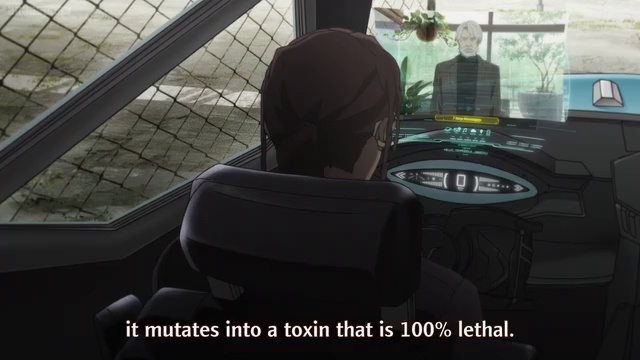 it mutates into a toxin that is 100% lethal.